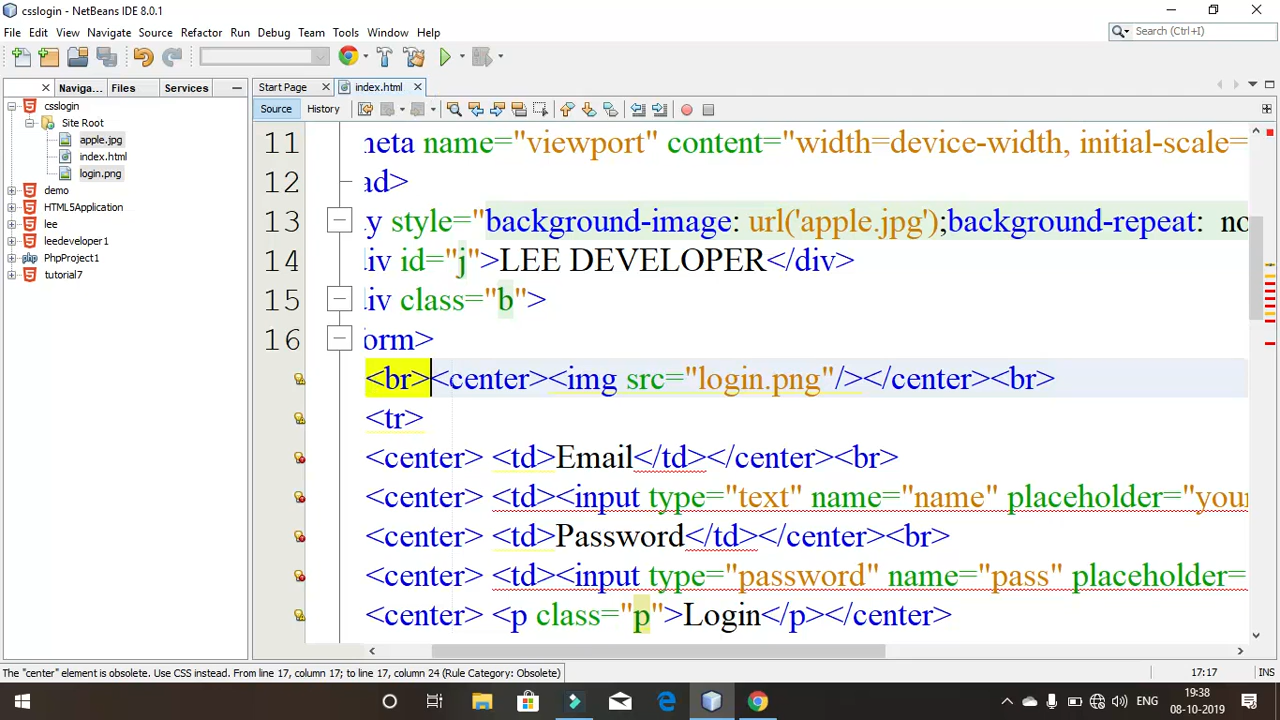 csslogin - NetBeans IDE 8.0.1
File Edit View Navigate Source Refactor Run Debug Team Tools Window Help
Search (Ctrl+I)
Naviga... Files Services
Start Page index.html
Source History
csslogin
Site Root
apple.jpg
index.html
login.png
demo
HTML5Application
lee
leedeveloper1
PhpProject1
tutorial7
11 meta name="viewport" content="width=device-width, initial-scale=
12 ad>
13 y style="background-image: url('apple.jpg');background-repeat: no
14 div id="j">LEE DEVELOPER</div>
15 div class="b">
16 orm>
<br><center><img src="login.png"/></center><br>
<tr>
<center> <td>Email</td></center><br>
<center> <td><input type="text" name="name" placeholder="your
<center> <td>Password</td></center><br>
<center> <td><input type="password" name="pass" placeholder=
<center> <p class="p">Login</p></center>
The "center" element is obsolete. Use CSS instead. From line 17, column 17; to line 17, column 24 (Rule Category: Obsolete)
17:17 INS
ENG
19:38
08-10-2019